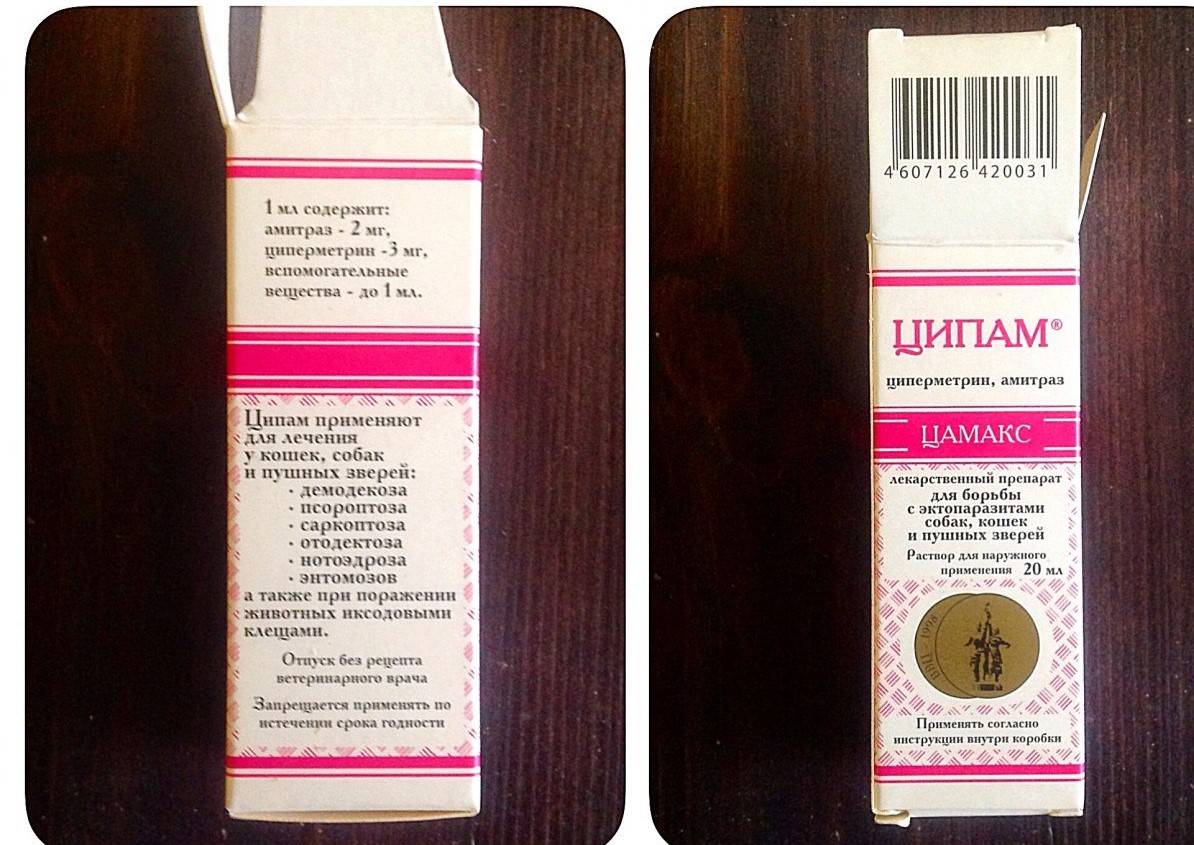 1 мл содержит:
амитраз - 2 мг,
циперметрин -3 мг,
вспомогательные
вещества - до 1 мл.
Ципам применяют
для лечения
у кошек, собак
и пушных зверей:
· демодекоза
· псороптоза
· саркоптоза
· отодектоза
· нотоэдроза
· энтомозов
а также при поражении
животных иксодовыми
клещами.
Отпуск без рецепта
ветеринарного врача
Запрещается применять по
истечении срока годности
4 607126 420031
ЦИПАМ®
циперметрин, амитраз
ЦАМАКС
лекарственный препарат
для борьбы
с эктопаразитами
собак, кошек
и пушных зверей
Раствор для наружного
применения 20 мл
ВВЦ 1998
Применять согласно
инструкции внутри коробки